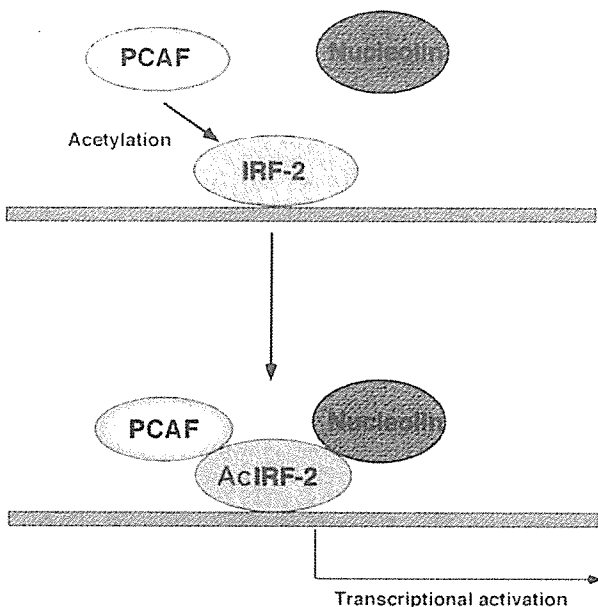 PCAF
Nucleolin
Acetylation
IRF-2
PCAF
Nucleolin
AcIRF-2
Transcriptional activation